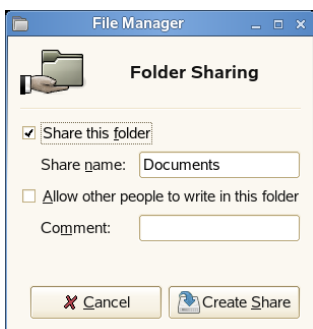 File Manager
Folder Sharing
Share this folder
Share name: Documents
Allow other people to write in this folder
Comment:
Cancel Create Share